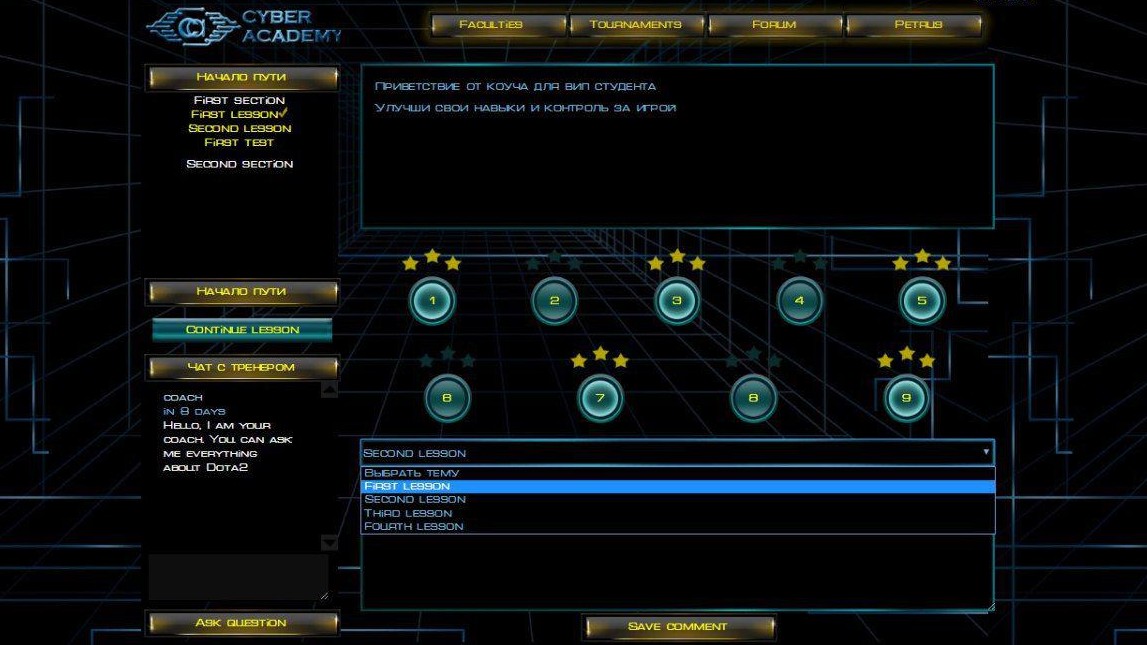 CYBER
ACADEMY
Faculties
Tournaments
Forum
Petrus
Начало пути
First section
First lesson✓
Second lesson
First test
Second section
Приветствие от коуча для вип студента
Улучши свои навыки и контроль за игрой
1
2
3
4
5
6
7
8
9
Начало пути
Continue lesson
Чат с тренером
coach
in 8 days
Hello, I am your
coach. You can ask
me everything
about Dota2
Second lesson
Выбрать тему
First lesson
Second lesson
Third lesson
Fourth lesson
Ask question
Save comment